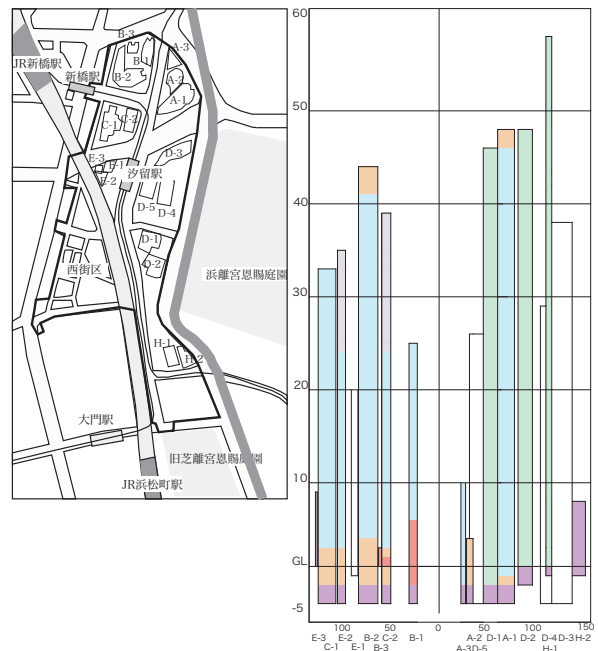 B-3
A-3
B-1
JR新橋駅
新橋駅
B-2
A-2
A-1
C-2
C-1
E-3
E-1
D-3
汐留駅
E-2
D-5
D-4
D-1
西街区
D-2
浜離宮恩賜庭園
H-1
H-2
大門駅
旧芝離宮恩賜庭園
JR浜松町駅
60
50
40
30
20
10
GL
-5
100 50 0 50 100 150
E-3 E-2 B-2 C-2 B-1 A-2 D-1 A-1 D-2 D-4 D-3 H-2
C-1 E-1 B-3 A-3 D-5 H-1